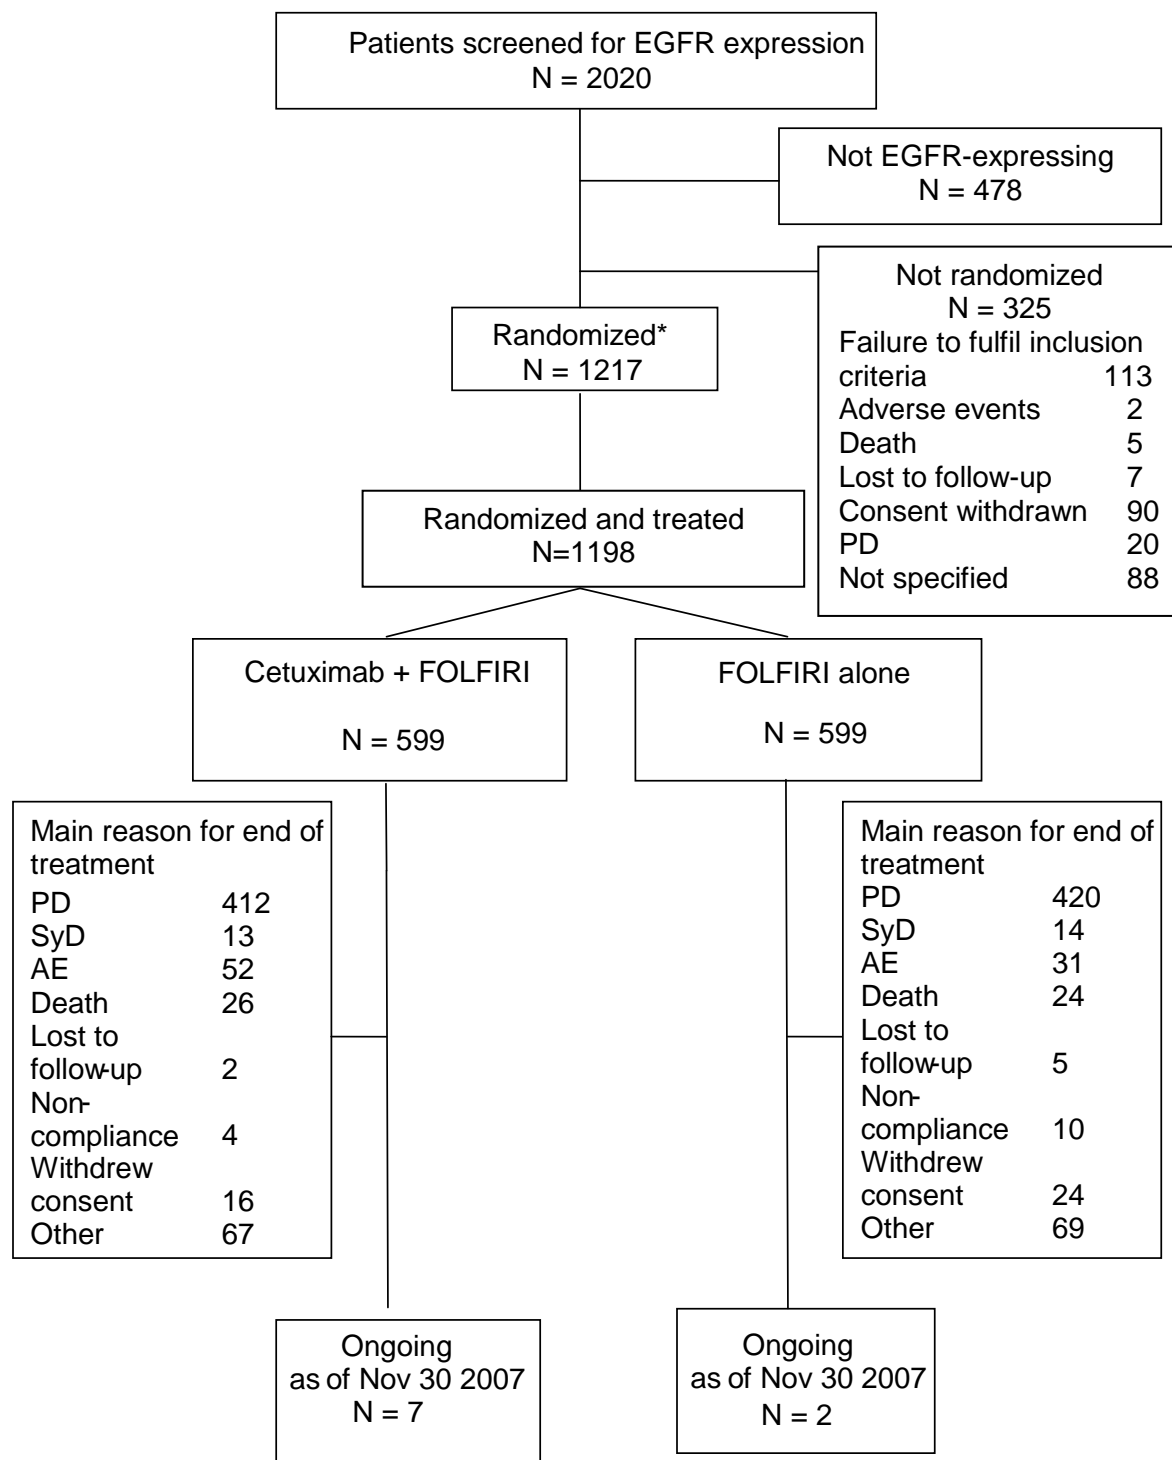 Patients screened for EGFR expression
N = 2020
Not EGFR-expressing
N = 478
Not randomized
N = 325
Failure to fulfil inclusion
criteria 113
Adverse events 2
Death 5
Lost to follow-up 7
Consent withdrawn 90
PD 20
Not specified 88
Randomized*
N = 1217
Randomized and treated
N=1198
Cetuximab + FOLFIRI
N = 599
FOLFIRI alone
N = 599
Main reason for end of
treatment
PD 412
SyD 13
AE 52
Death 26
Lost to
follow-up 2
Non-
compliance 4
Withdrew
consent 16
Other 67
Main reason for end of
treatment
PD 420
SyD 14
AE 31
Death 24
Lost to
follow-up 5
Non-
compliance 10
Withdrew
consent 24
Other 69
Ongoing
as of Nov 30 2007
N = 7
Ongoing
as of Nov 30 2007
N = 2